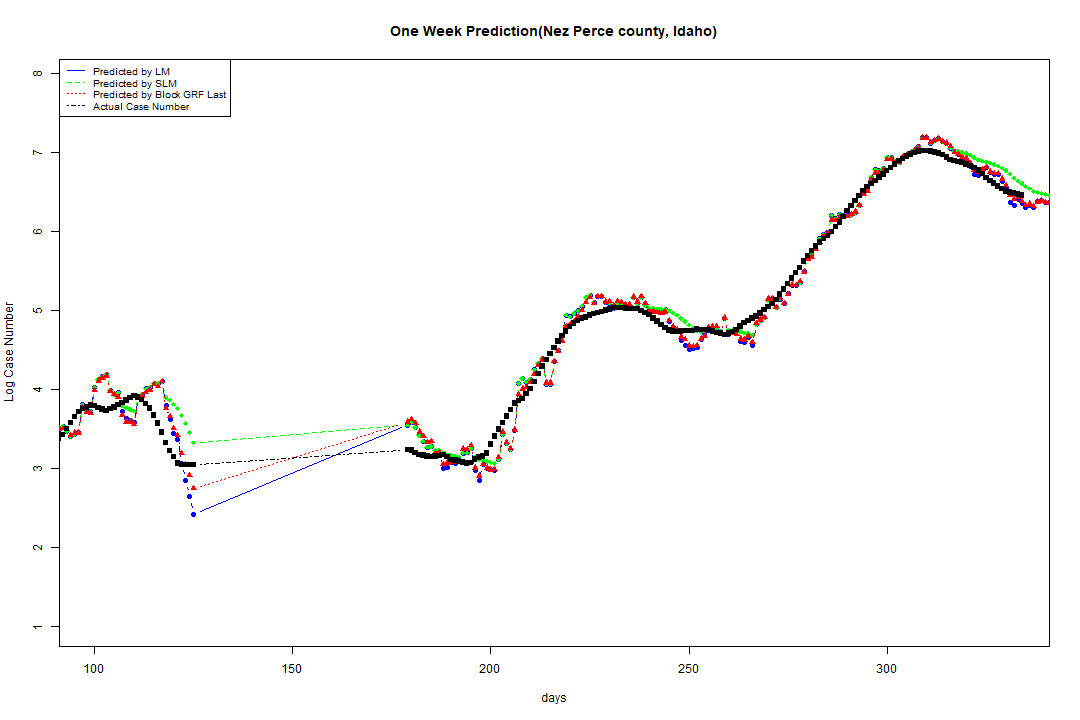 One Week Prediction(Nez Perce county, Idaho)
Predicted by LM
Predicted by SLM
Predicted by Block GRF Last
Actual Case Number
8
7
6
5
4
3
2
1
Log Case Number
100 150 200 250 300
days